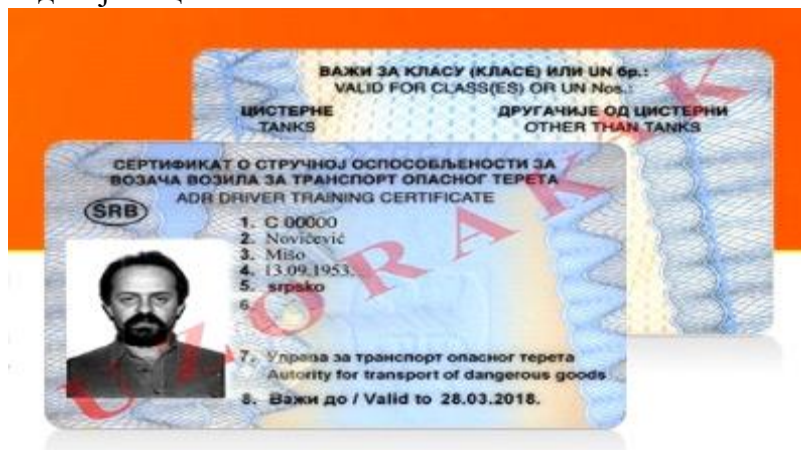 ВАЖИ ЗА КЛАСУ (КЛАСЕ) ИЛИ UN бр.:
VALID FOR CLASS(ES) OR UN Nos.:
ЦИСТЕРНЕ ДРУГАЧИЈЕ ОД ЦИСТЕРНИ
TANKS OTHER THAN TANKS
СЕРТИФИКАТ О СТРУЧНОЈ ОСПОСОБЉЕНОСТИ ЗА
ВОЗАЧА ВОЗИЛА ЗА ТРАНСПОРТ ОПАСНОГ ТЕРЕТА
ADR DRIVER TRAINING CERTIFICATE
SRB
1. C 00000
2. Novičević
3. Mišo
4. 13.09.1953.
5. srpsko
6.
7. Управа за транспорт опасног терета
Autority for transport of dangerous goods
8. Важи до / Valid to 28.03.2018.
UZORAK